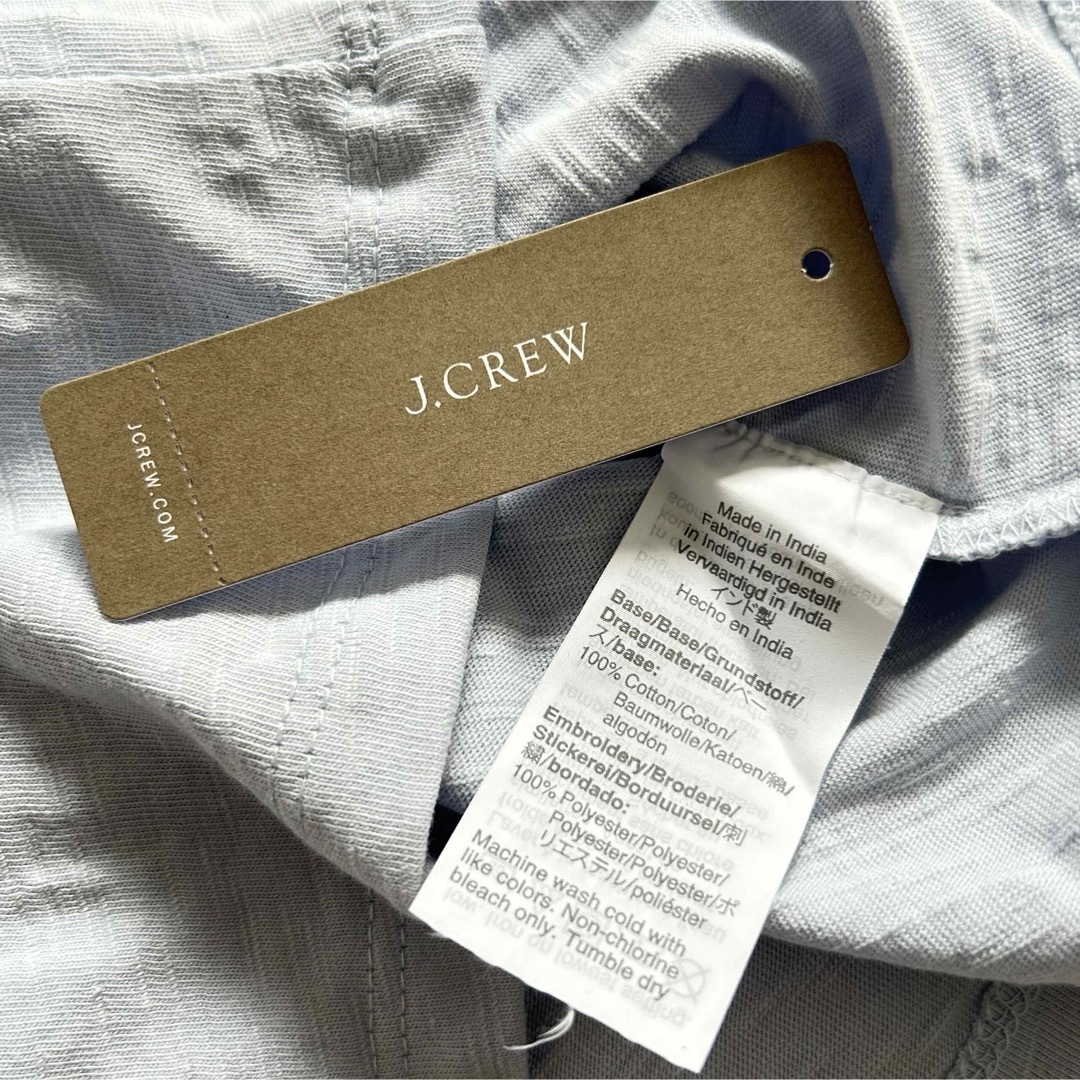 J.CREW
JCREW.COM
Made in India
Fabriqué en Inde
in Indien Hergestellt
Vervaardigd in India
インド製
Hecho en India
Base/Base/Grundstoff/
Draagmateriaal/ベー
ス/base:
100% Cotton/Coton/
Baumwolle/Katoen/綿/
algodón
Embroidery/Broderie/
Stickerei/Borduursel/刺
繍/bordado:
100% Polyester/Polyester/
Polyester/Polyester/ポ
リエステル/poliéster
Machine wash cold with
like colors. Non-chlorine
bleach only. Tumble dry